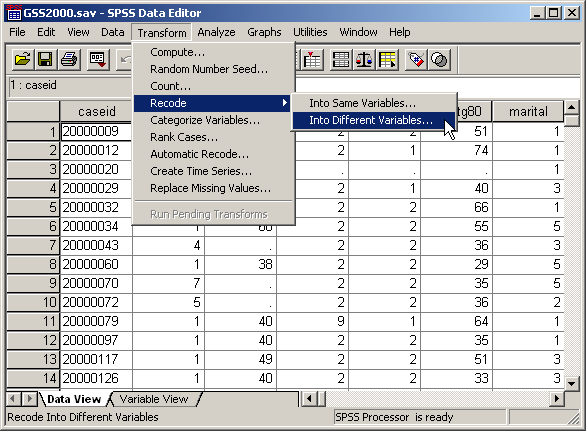 GSS2000.sav - SPSS Data Editor
File Edit View Data Transform Analyze Graphs Utilities Window Help
1 : caseid
Compute...
Random Number Seed...
Count...
Recode
Categorize Variables...
Rank Cases...
Automatic Recode...
Create Time Series...
Replace Missing Values...
Run Pending Transforms
Into Same Variables...
Into Different Variables...
caseid tg80 marital
1 20000009 2 2 51 1
2 20000012 2 1 74 1
3 20000020 . . . 1
4 20000029 2 1 40 3
5 20000032 2 2 66 1
6 20000034 1 60 2 2 55 5
7 20000043 4 . 2 2 36 3
8 20000060 1 38 2 2 29 5
9 20000070 7 . 2 2 35 5
10 20000072 5 . 2 2 36 2
11 20000079 1 40 9 1 64 1
12 20000097 1 40 2 2 35 1
13 20000117 1 49 2 2 51 3
14 20000126 1 40 2 2 33 3
Data View Variable View
Recode Into Different Variables SPSS Processor is ready